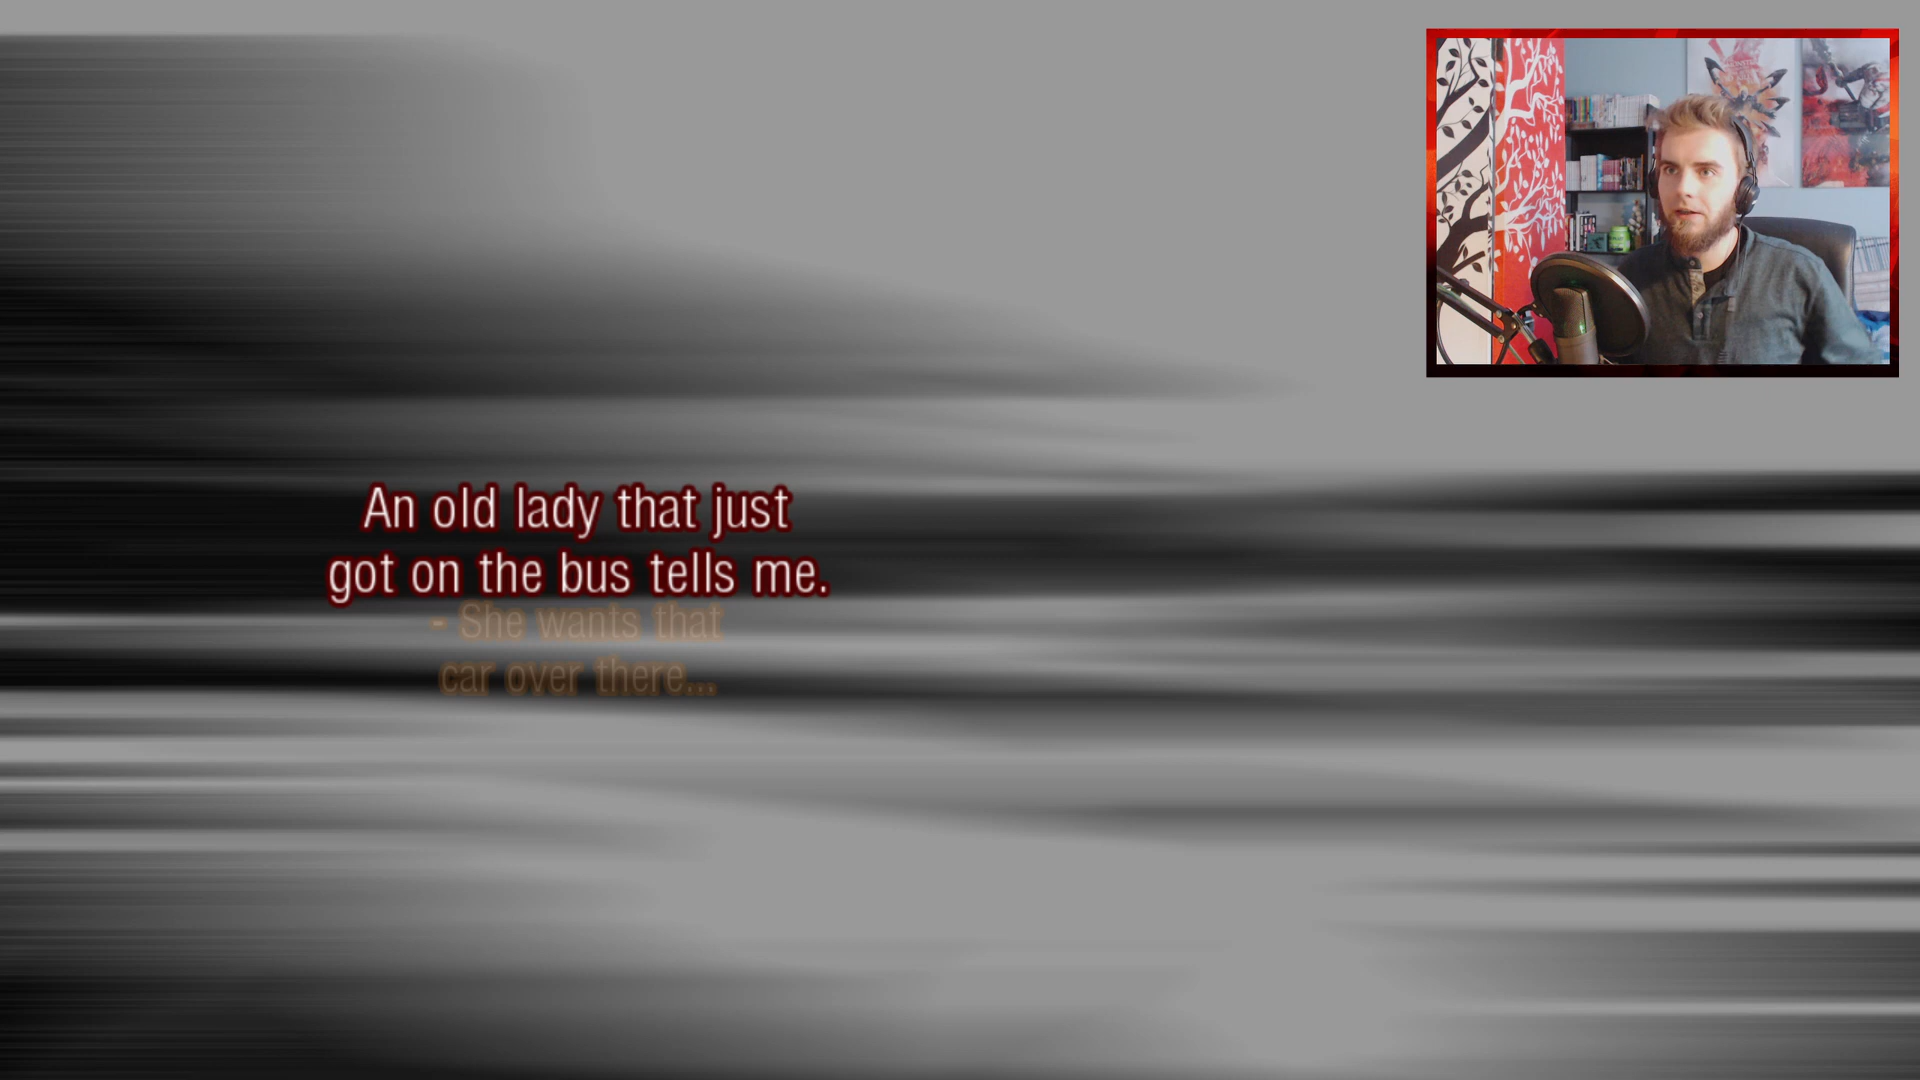 An old lady that just
got on the bus tells me.
- She wants that
car over there...